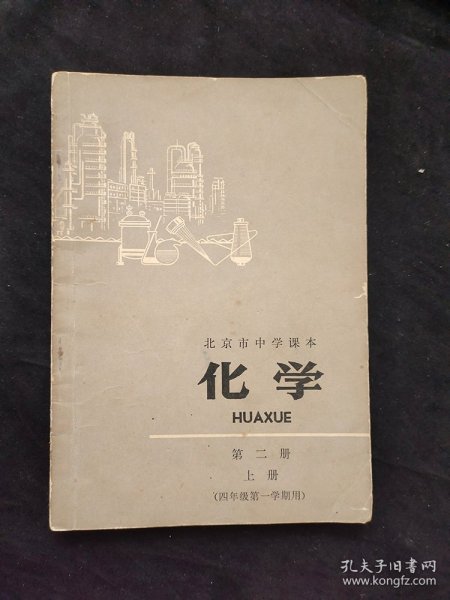 北京市中学课本
化学
HUAXUE
第二册
上册
(四年级第一学期用)
孔夫子旧书网
www.kongfz.com